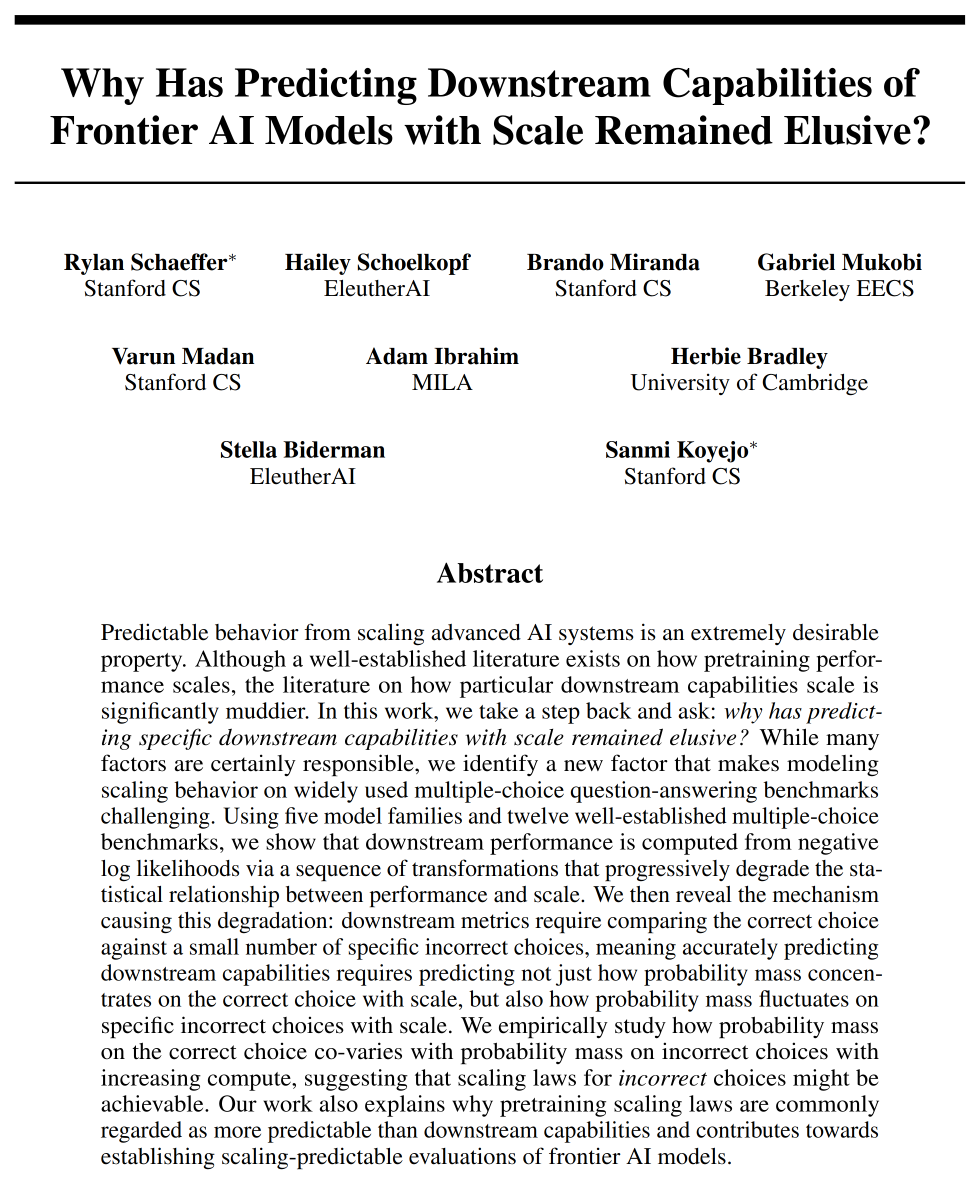 Why Has Predicting Downstream Capabilities of
Frontier AI Models with Scale Remained Elusive?
Rylan Schaeffer* Hailey Schoelkopf Brando Miranda Gabriel Mukobi
Stanford CS EleutherAI Stanford CS Berkeley EECS
Varun Madan Adam Ibrahim Herbie Bradley
Stanford CS MILA University of Cambridge
Stella Biderman Sanmi Koyejo*
EleutherAI Stanford CS
Abstract
Predictable behavior from scaling advanced AI systems is an extremely desirable
property. Although a well-established literature exists on how pretraining perfor-
mance scales, the literature on how particular downstream capabilities scale is
significantly muddier. In this work, we take a step back and ask: why has predict-
ing specific downstream capabilities with scale remained elusive? While many
factors are certainly responsible, we identify a new factor that makes modeling
scaling behavior on widely used multiple-choice question-answering benchmarks
challenging. Using five model families and twelve well-established multiple-choice
benchmarks, we show that downstream performance is computed from negative
log likelihoods via a sequence of transformations that progressively degrade the sta-
tistical relationship between performance and scale. We then reveal the mechanism
causing this degradation: downstream metrics require comparing the correct choice
against a small number of specific incorrect choices, meaning accurately predicting
downstream capabilities requires predicting not just how probability mass concen-
trates on the correct choice with scale, but also how probability mass fluctuates on
specific incorrect choices with scale. We empirically study how probability mass
on the correct choice co-varies with probability mass on incorrect choices with
increasing compute, suggesting that scaling laws for incorrect choices might be
achievable. Our work also explains why pretraining scaling laws are commonly
regarded as more predictable than downstream capabilities and contributes towards
establishing scaling-predictable evaluations of frontier AI models.